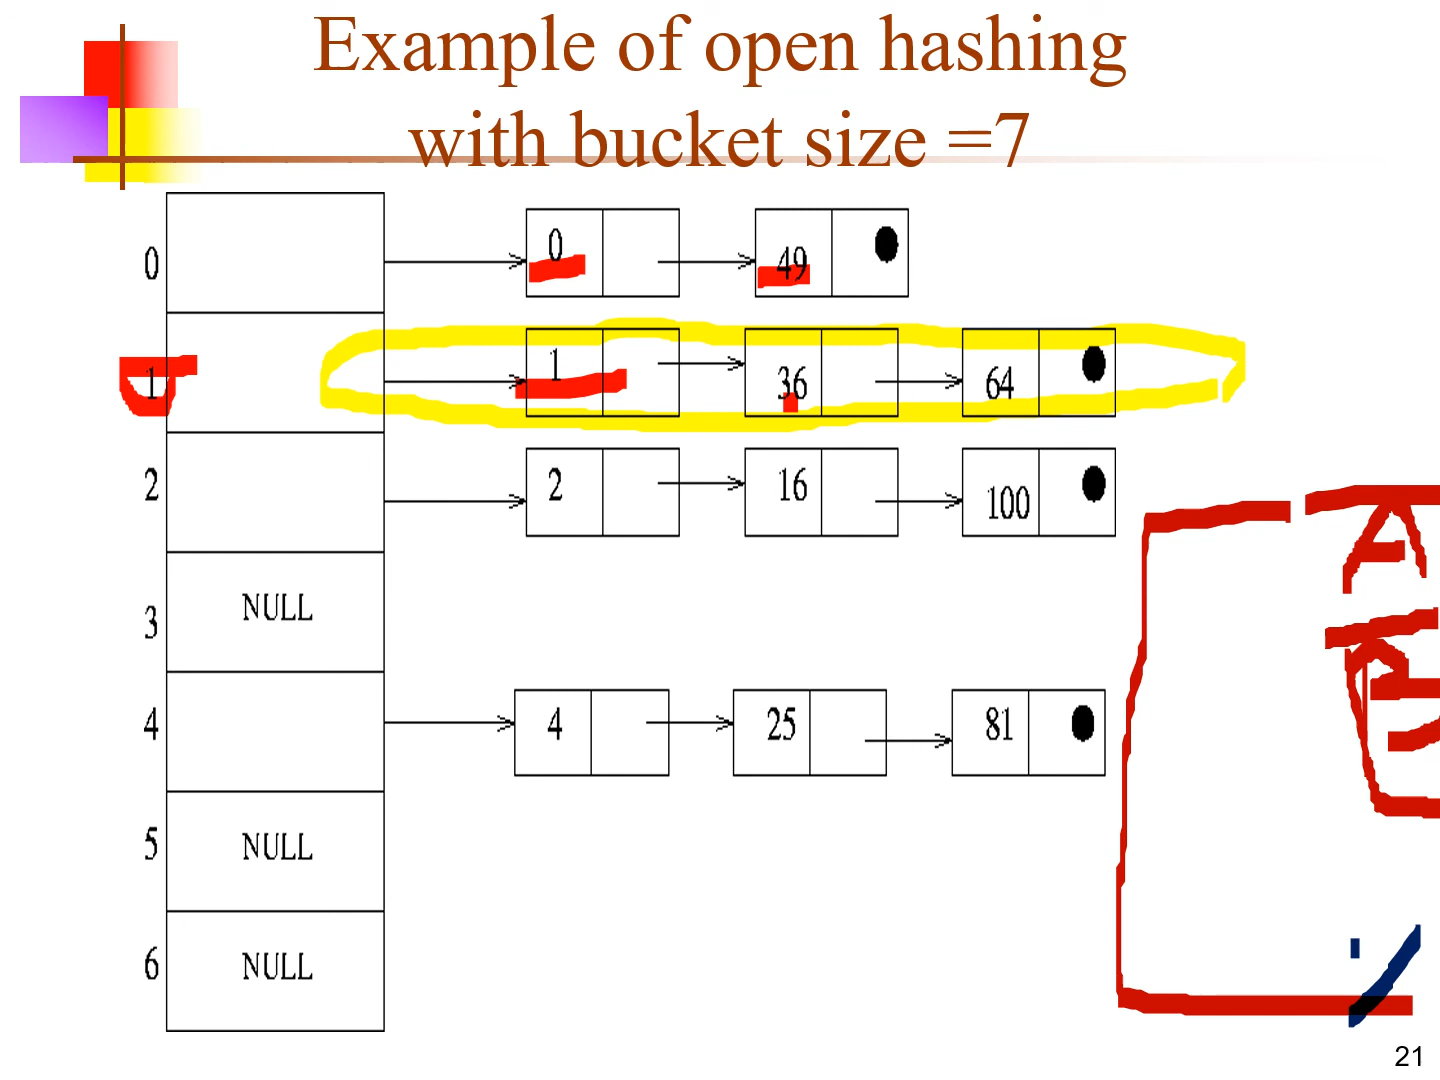 Example of open hashing
with bucket size =7
0 0 49
1 1 36 64
2 2 16 100
3 NULL
4 4 25 81
5 NULL
6 NULL
21